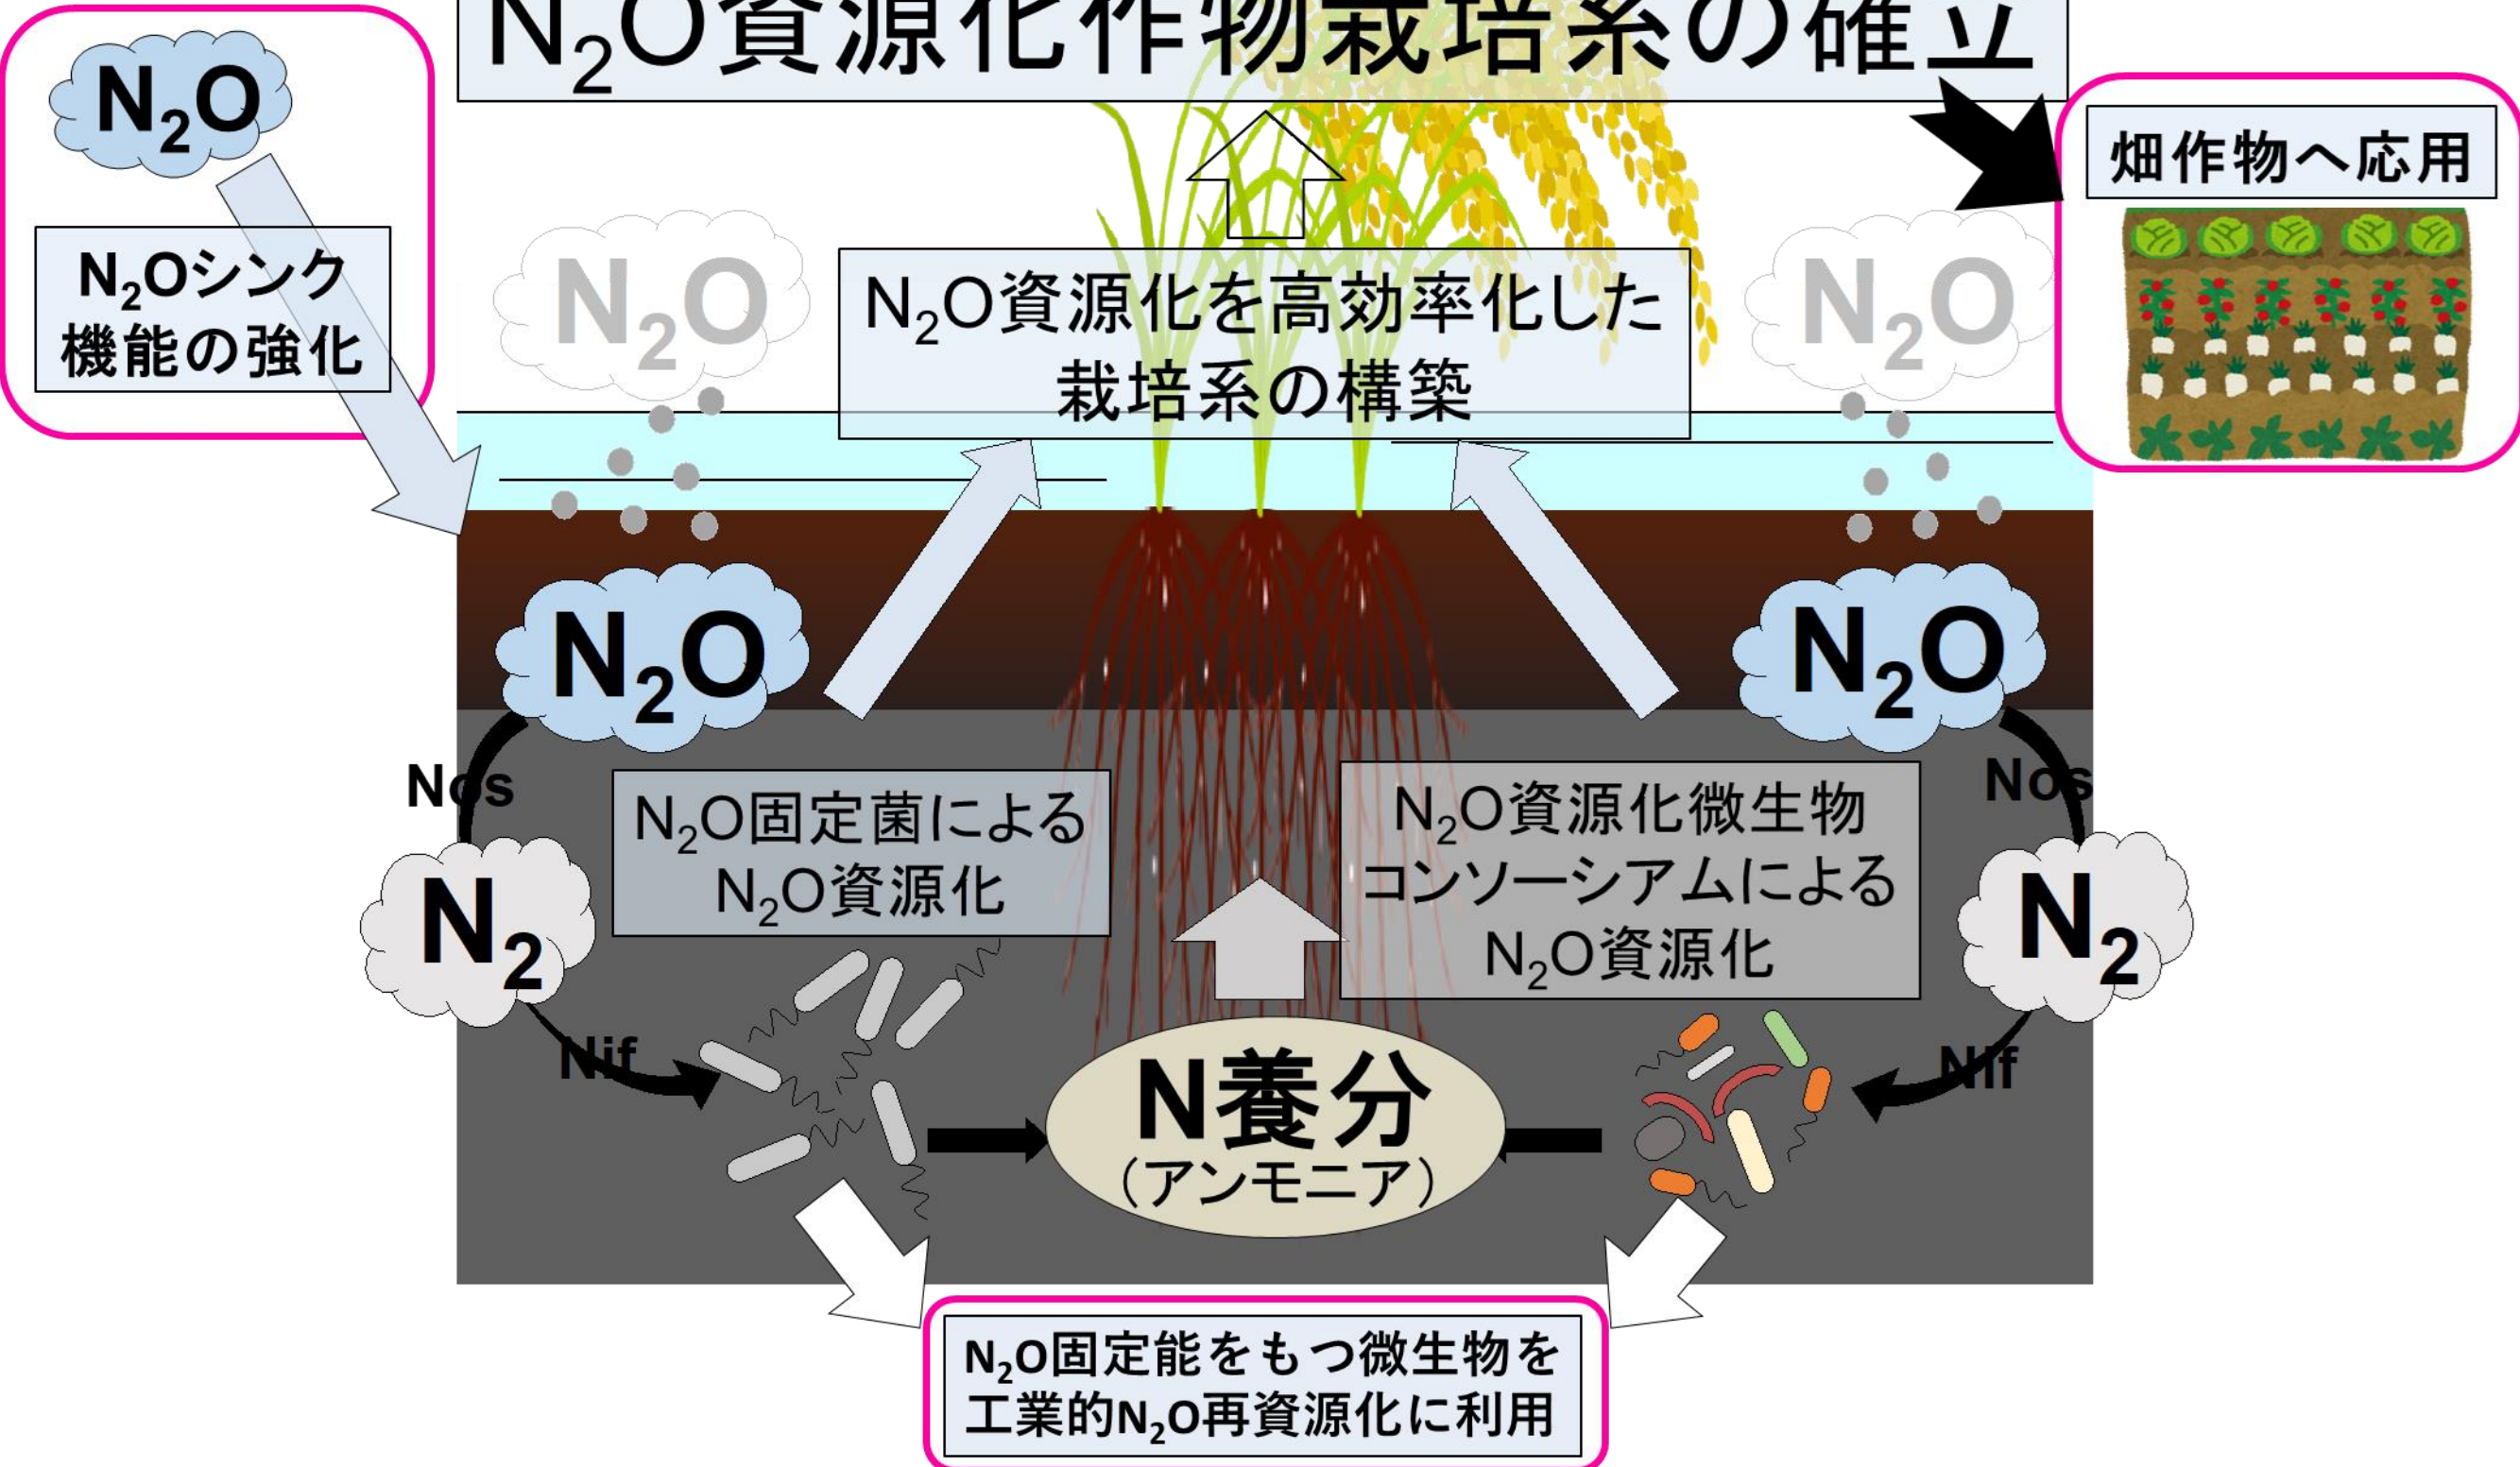 N₂O資源化作物栽培系の確立
N₂O
N₂Oシンク
機能の強化
畑作物へ応用
N₂O
N₂O資源化を高効率化した
栽培系の構築
N₂O
N₂O
N₂O
Nos
Nos
N₂O固定菌による
N₂O資源化
N₂O資源化微生物
コンソーシアムによる
N₂O資源化
N₂
N₂
Nif
Nif
N養分
（アンモニア）
N₂O固定能をもつ微生物を
工業的N₂O再資源化に利用